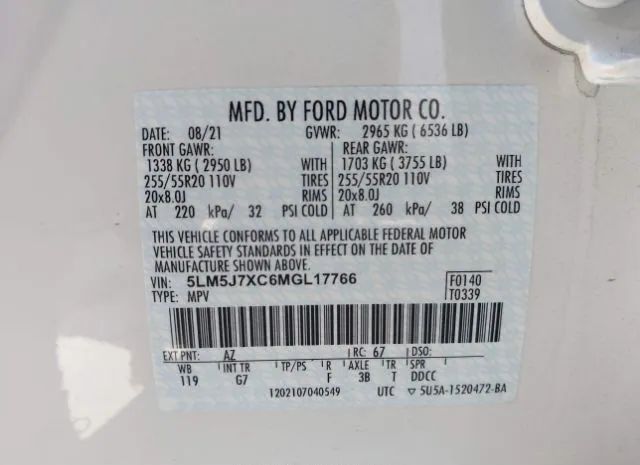 MFD. BY FORD MOTOR CO.
DATE: 08/21 GVWR: 2965 KG ( 6536 LB)
FRONT GAWR: REAR GAWR:
1338 KG ( 2950 LB) WITH 1703 KG ( 3755 LB) WITH
255/55R20 110V TIRES 255/55R20 110V TIRES
20x8.0J RIMS 20x8.0J RIMS
AT 220 kPa/ 32 PSI COLD AT 260 kPa/ 38 PSI COLD
THIS VEHICLE CONFORMS TO ALL APPLICABLE FEDERAL MOTOR
VEHICLE SAFETY STANDARDS IN EFFECT ON THE DATE OF
MANUFACTURE SHOWN ABOVE.
VIN: 5LM5J7XC6MGL17766 F0140
TYPE: MPV T0339
EXT PNT: AZ RC: 67 DSO:
WB INT TR TP/PS R AXLE TR SPR
119 G7 F 3B T DDCC
1202107040549 UTC ▽ 5U5A-1520472-BA